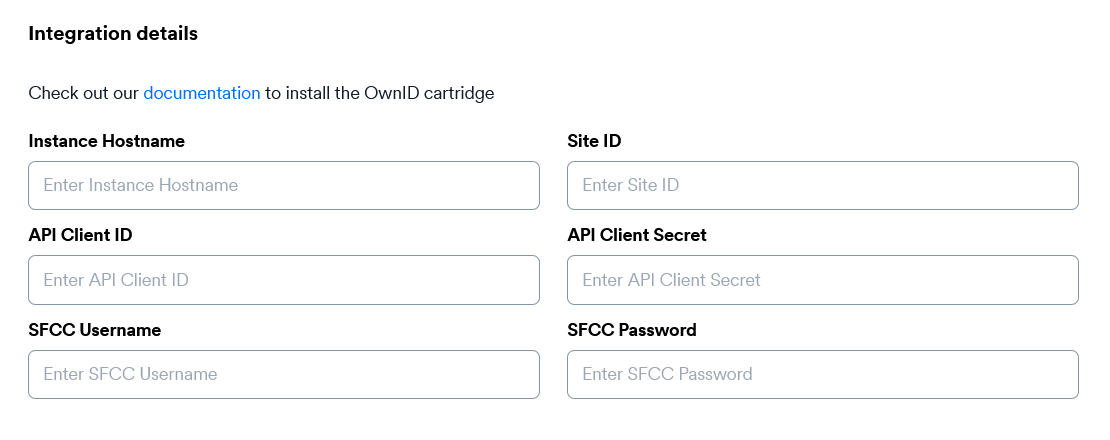 Integration details
Check out our documentation to install the OwnID cartridge
Instance Hostname
Site ID
Enter Instance Hostname
Enter Site ID
API Client ID
API Client Secret
Enter API Client ID
Enter API Client Secret
SFCC Username
SFCC Password
Enter SFCC Username
Enter SFCC Password